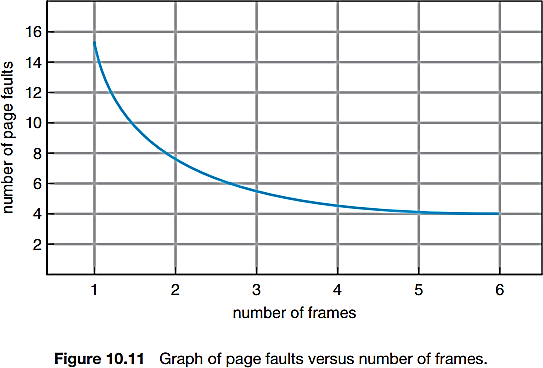 number of page faults
16
14
12
10
8
6
4
2
1 2 3 4 5 6
number of frames
Figure 10.11 Graph of page faults versus number of frames.